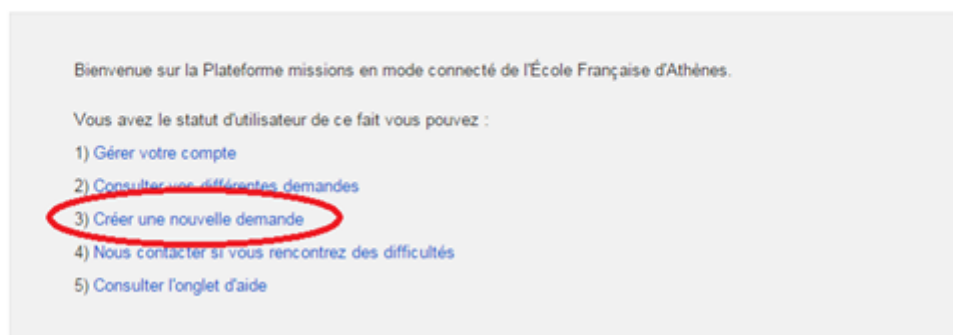 Bienvenue sur la Plateforme missions en mode connecté de l'École Française d'Athènes.
Vous avez le statut d'utilisateur de ce fait vous pouvez :
1) Gérer votre compte
2) Consulter vos différentes demandes
3) Créer une nouvelle demande
4) Nous contacter si vous rencontrez des difficultés
5) Consulter l'onglet d'aide